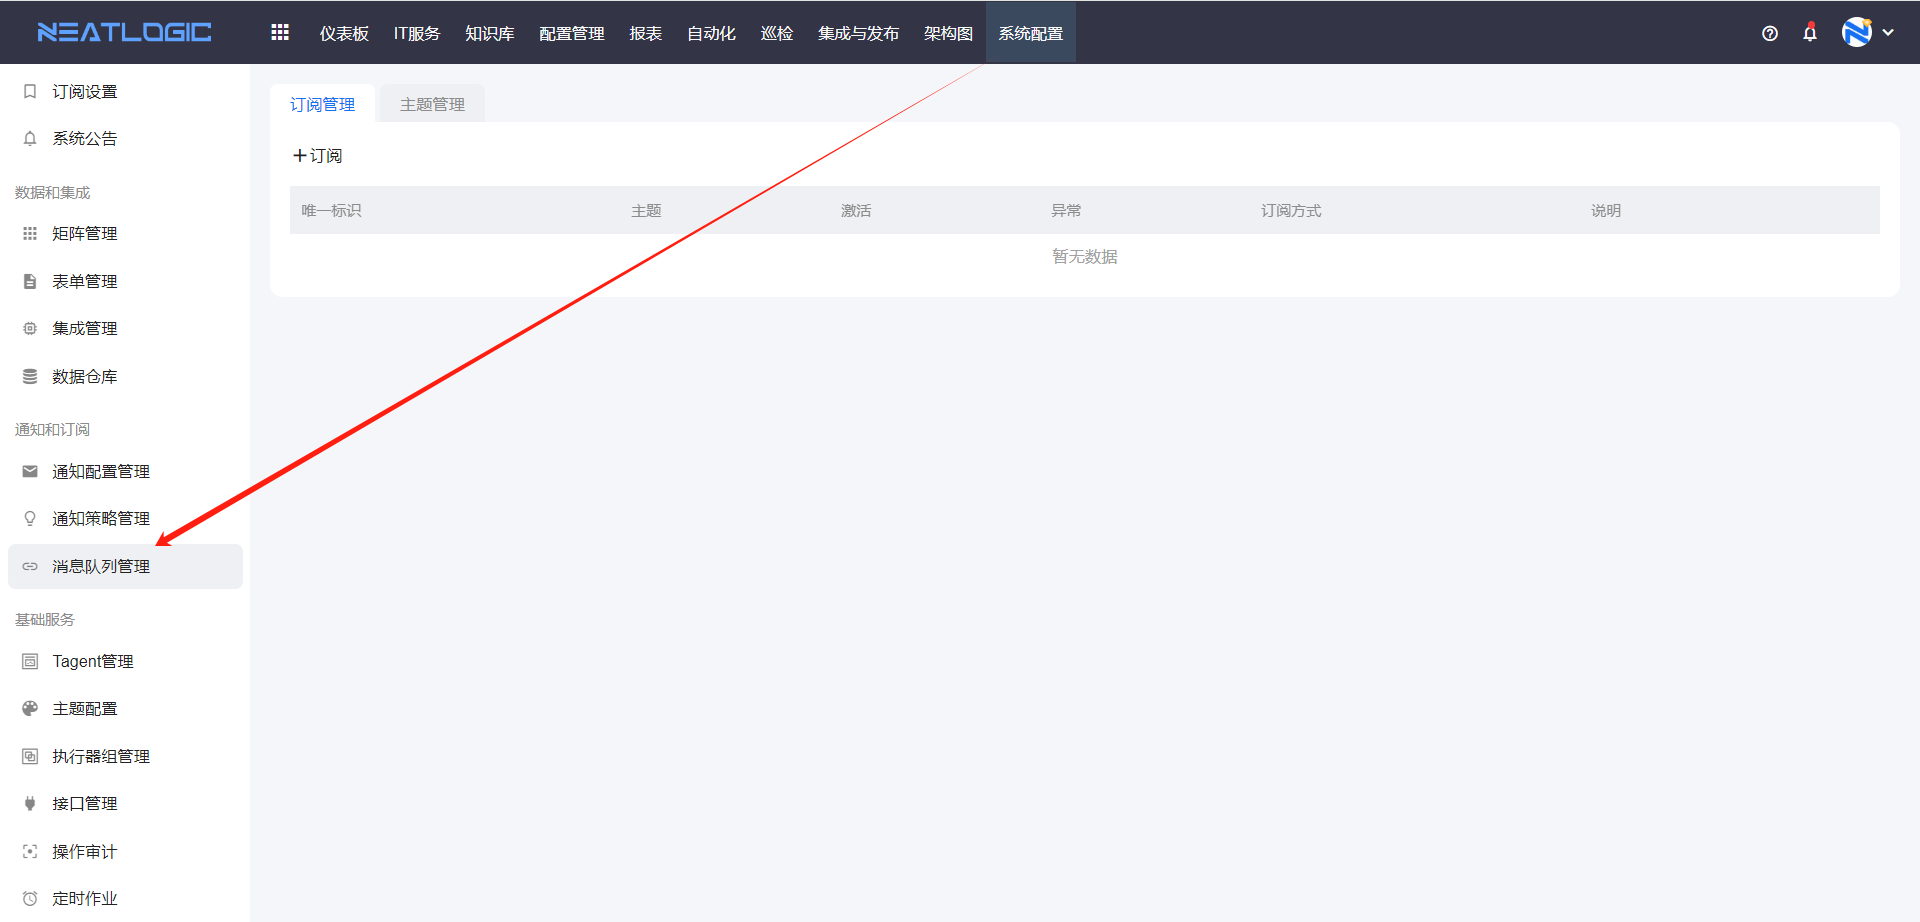 NEATLOGIC
仪表板 IT服务 知识库 配置管理 报表 自动化 巡检 集成与发布 架构图 系统配置
订阅设置
系统公告
数据和集成
矩阵管理
表单管理
集成管理
数据仓库
通知和订阅
通知配置管理
通知策略管理
消息队列管理
基础服务
Tagent管理
主题配置
执行器组管理
接口管理
操作审计
定时作业
订阅管理 主题管理
+订阅
唯一标识 主题 激活 异常 订阅方式 说明
暂无数据